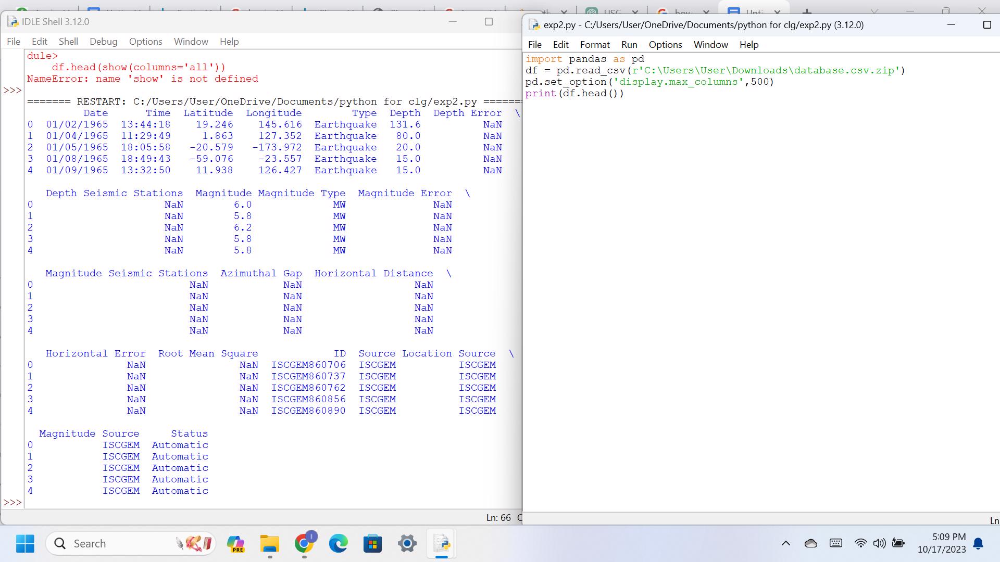 IDLE Shell 3.12.0
File Edit Shell Debug Options Window Help
dule>
    df.head(show(columns='all'))
NameError: name 'show' is not defined
>>>
======= RESTART: C:/Users/User/OneDrive/Documents/python for clg/exp2.py =======
Date Time Latitude Longitude Type Depth Depth Error \
0 01/02/1965 13:44:18 19.246 145.616 Earthquake 131.6 NaN
1 01/04/1965 11:29:49 1.863 127.352 Earthquake 80.0 NaN
2 01/05/1965 18:05:58 -20.579 -173.972 Earthquake 20.0 NaN
3 01/08/1965 18:49:43 -59.076 -23.557 Earthquake 15.0 NaN
4 01/09/1965 13:32:50 11.938 126.427 Earthquake 15.0 NaN
Depth Seismic Stations Magnitude Magnitude Type Magnitude Error \
0 NaN 6.0 MW NaN
1 NaN 5.8 MW NaN
2 NaN 6.2 MW NaN
3 NaN 5.8 MW NaN
4 NaN 5.8 MW NaN
Magnitude Seismic Stations Azimuthal Gap Horizontal Distance \
0 NaN NaN NaN
1 NaN NaN NaN
2 NaN NaN NaN
3 NaN NaN NaN
4 NaN NaN NaN
Horizontal Error Root Mean Square ID Source Location Source \
0 NaN NaN ISCGEM860706 ISCGEM ISCGEM
1 NaN NaN ISCGEM860737 ISCGEM ISCGEM
2 NaN NaN ISCGEM860762 ISCGEM ISCGEM
3 NaN NaN ISCGEM860856 ISCGEM ISCGEM
4 NaN NaN ISCGEM860890 ISCGEM ISCGEM
Magnitude Source Status
0 ISCGEM Automatic
1 ISCGEM Automatic
2 ISCGEM Automatic
3 ISCGEM Automatic
4 ISCGEM Automatic
>>>
Ln: 66
exp2.py - C:/Users/User/OneDrive/Documents/python for clg/exp2.py (3.12.0)
File Edit Format Run Options Window Help
import pandas as pd
df = pd.read_csv(r'C:\Users\User\Downloads\database.csv.zip')
pd.set_option('display.max_columns',500)
print(df.head())
Ln
Search
PRE
5:09 PM
10/17/2023